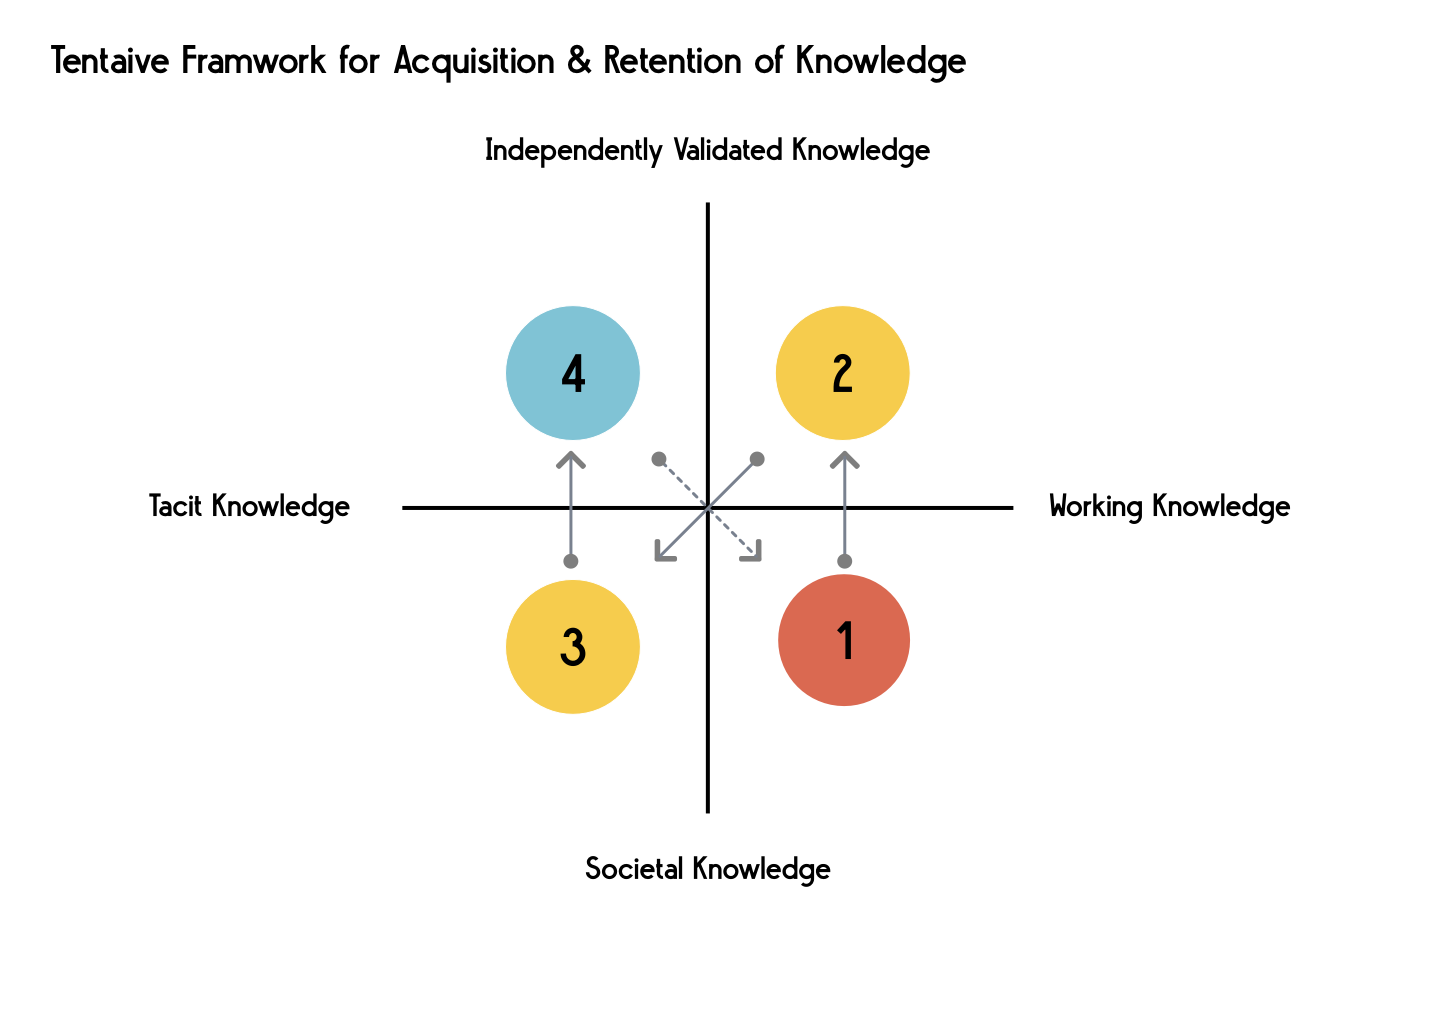 Tentaive Framwork for Acquisition & Retention of Knowledge
Independently Validated Knowledge
4
2
Tacit Knowledge
Working Knowledge
3
1
Societal Knowledge